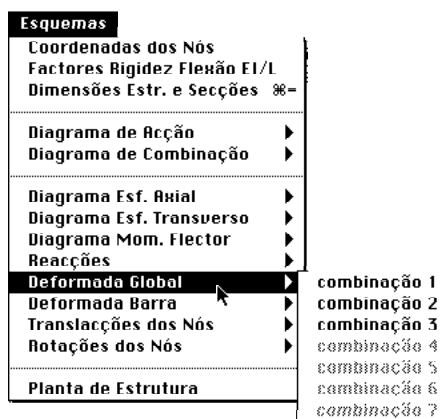 Esquemas
Coordenadas dos Nós
Factores Rigidez Flexão EI/L
Dimensões Estr. e Secções ⌘=
Diagrama de Acção
Diagrama de Combinação
Diagrama Esf. Axial
Diagrama Esf. Transverso
Diagrama Mom. Flector
Reacções
Deformada Global
combinação 1
Deformada Barra
combinação 2
Translacções dos Nós
combinação 3
Rotações dos Nós
combinação 4
combinação 5
Planta de Estrutura
combinação 6
combinação 7